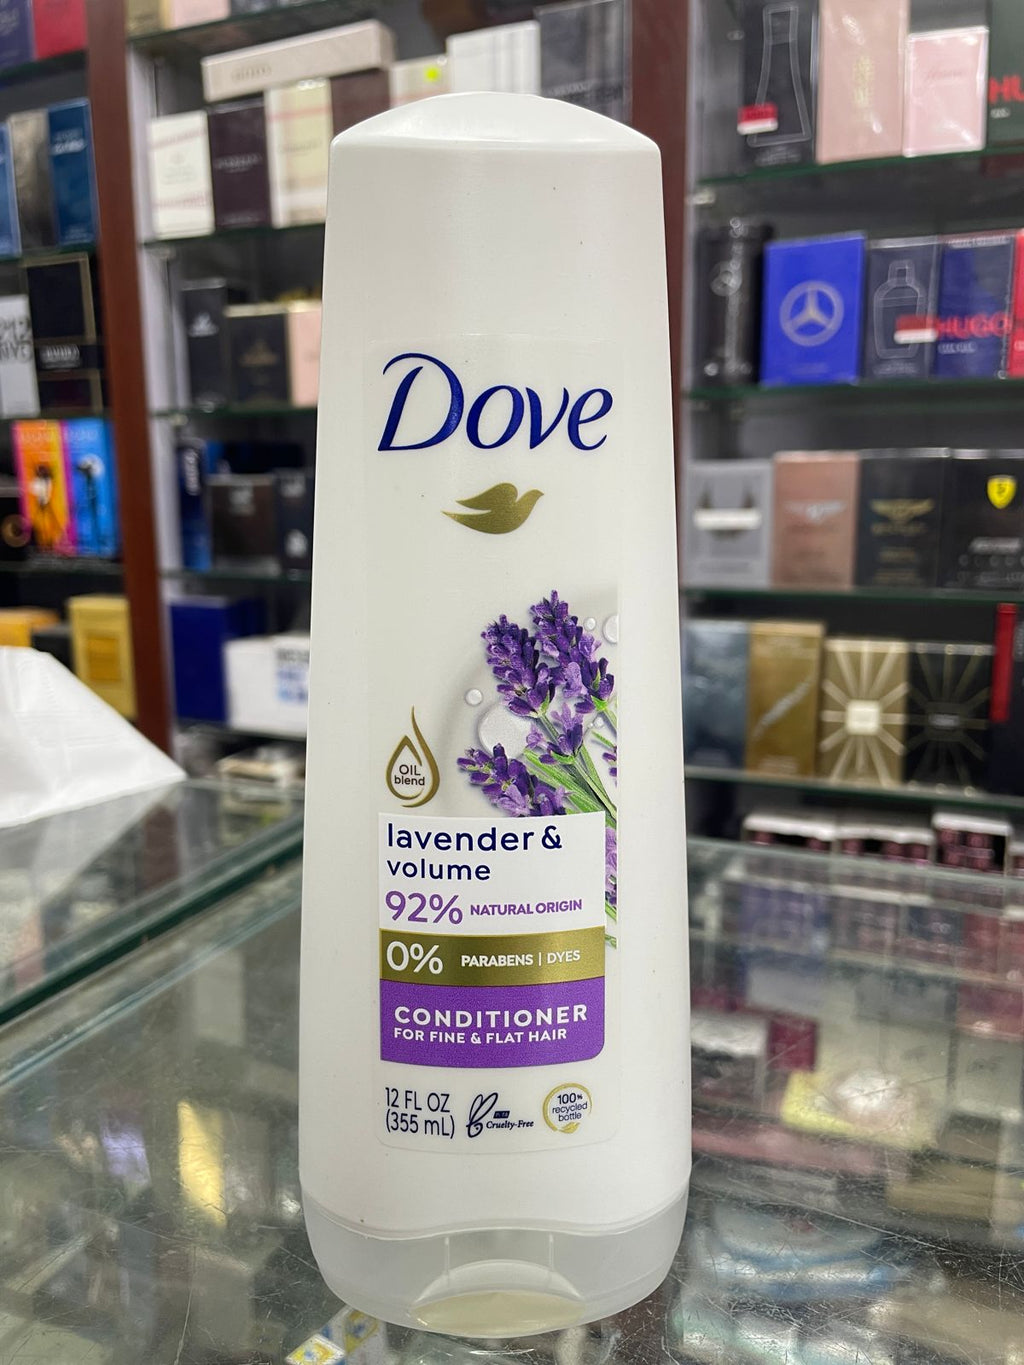 Dove
OIL
blend
lavender &
volume
92% NATURAL ORIGIN
0% PARABENS | DYES
CONDITIONER
FOR FINE & FLAT HAIR
12 FL OZ
(355 mL)
Cruelty-Free
100%
recycled
bottle
HUGO